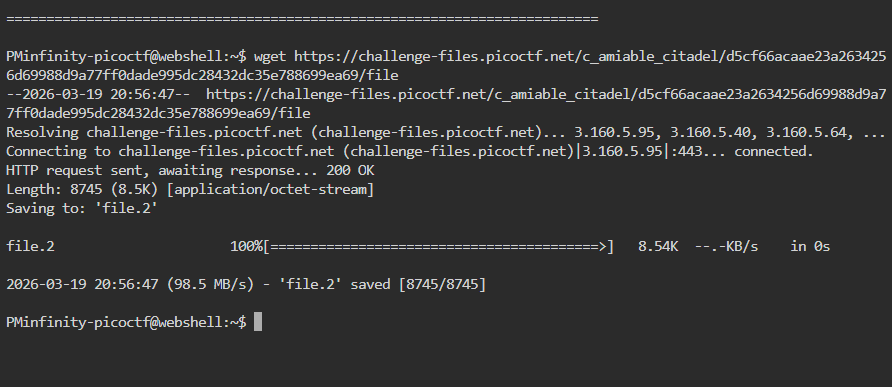 ==========================================================================
PMinfinity-picoctf@webshell:~$ wget https://challenge-files.picoctf.net/c_amiable_citadel/d5cf66acaae23a263425
6d69988d9a77ff0dade995dc28432dc35e788699ea69/file
--2026-03-19 20:56:47--  https://challenge-files.picoctf.net/c_amiable_citadel/d5cf66acaae23a2634256d69988d9a7
7ff0dade995dc28432dc35e788699ea69/file
Resolving challenge-files.picoctf.net (challenge-files.picoctf.net)... 3.160.5.95, 3.160.5.40, 3.160.5.64, ...
Connecting to challenge-files.picoctf.net (challenge-files.picoctf.net)|3.160.5.95|:443... connected.
HTTP request sent, awaiting response... 200 OK
Length: 8745 (8.5K) [application/octet-stream]
Saving to: 'file.2'
file.2                      100%[=========================================>]   8.54K  --.-KB/s    in 0s
2026-03-19 20:56:47 (98.5 MB/s) - 'file.2' saved [8745/8745]
PMinfinity-picoctf@webshell:~$